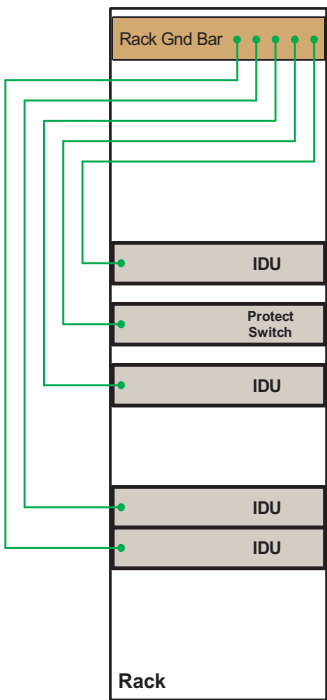 Rack Gnd Bar
IDU
Protect
Switch
IDU
IDU
IDU
Rack